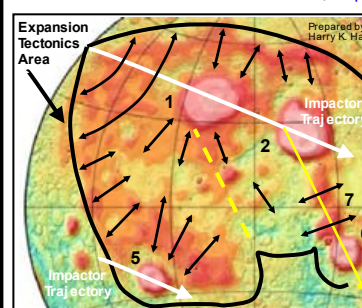 Expansion
Tectonics
Area
Prepared by
Harry K. Ha
1
Impactor
Trajectory
2
7
5
Impactor
Trajectory